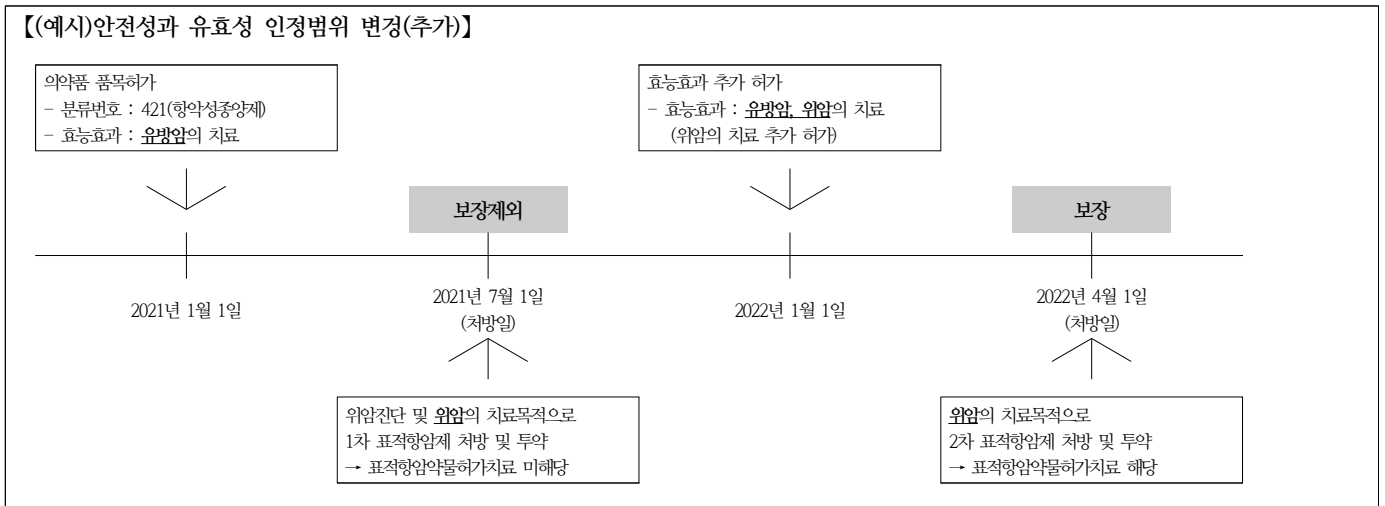 【(예시)안전성과 유효성 인정범위 변경(추가)】
의약품 품목허가
- 분류번호 : 421(항악성종양제)
- 효능효과 : 유방암의 치료
효능효과 추가 허가
- 효능효과 : 유방암, 위암의 치료
(위암의 치료 추가 허가)
보장제외
보장
2021년 1월 1일
2021년 7월 1일
(처방일)
2022년 1월 1일
2022년 4월 1일
(처방일)
위암진단 및 위암의 치료목적으로
1차 표적항암제 처방 및 투약
→ 표적항암약물허가치료 미해당
위암의 치료목적으로
2차 표적항암제 처방 및 투약
→ 표적항암약물허가치료 해당